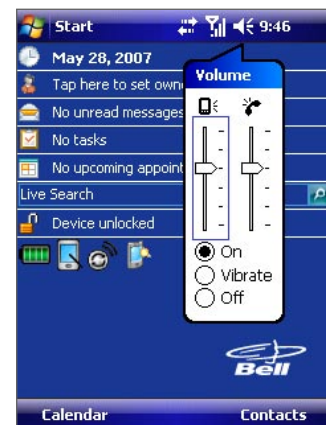 Start 9:46
May 28, 2007
Tap here to set own
No unread messages
No tasks
No upcoming appoint
Live Search
Device unlocked
Volume
On
Vibrate
Off
Bell
Calendar Contacts